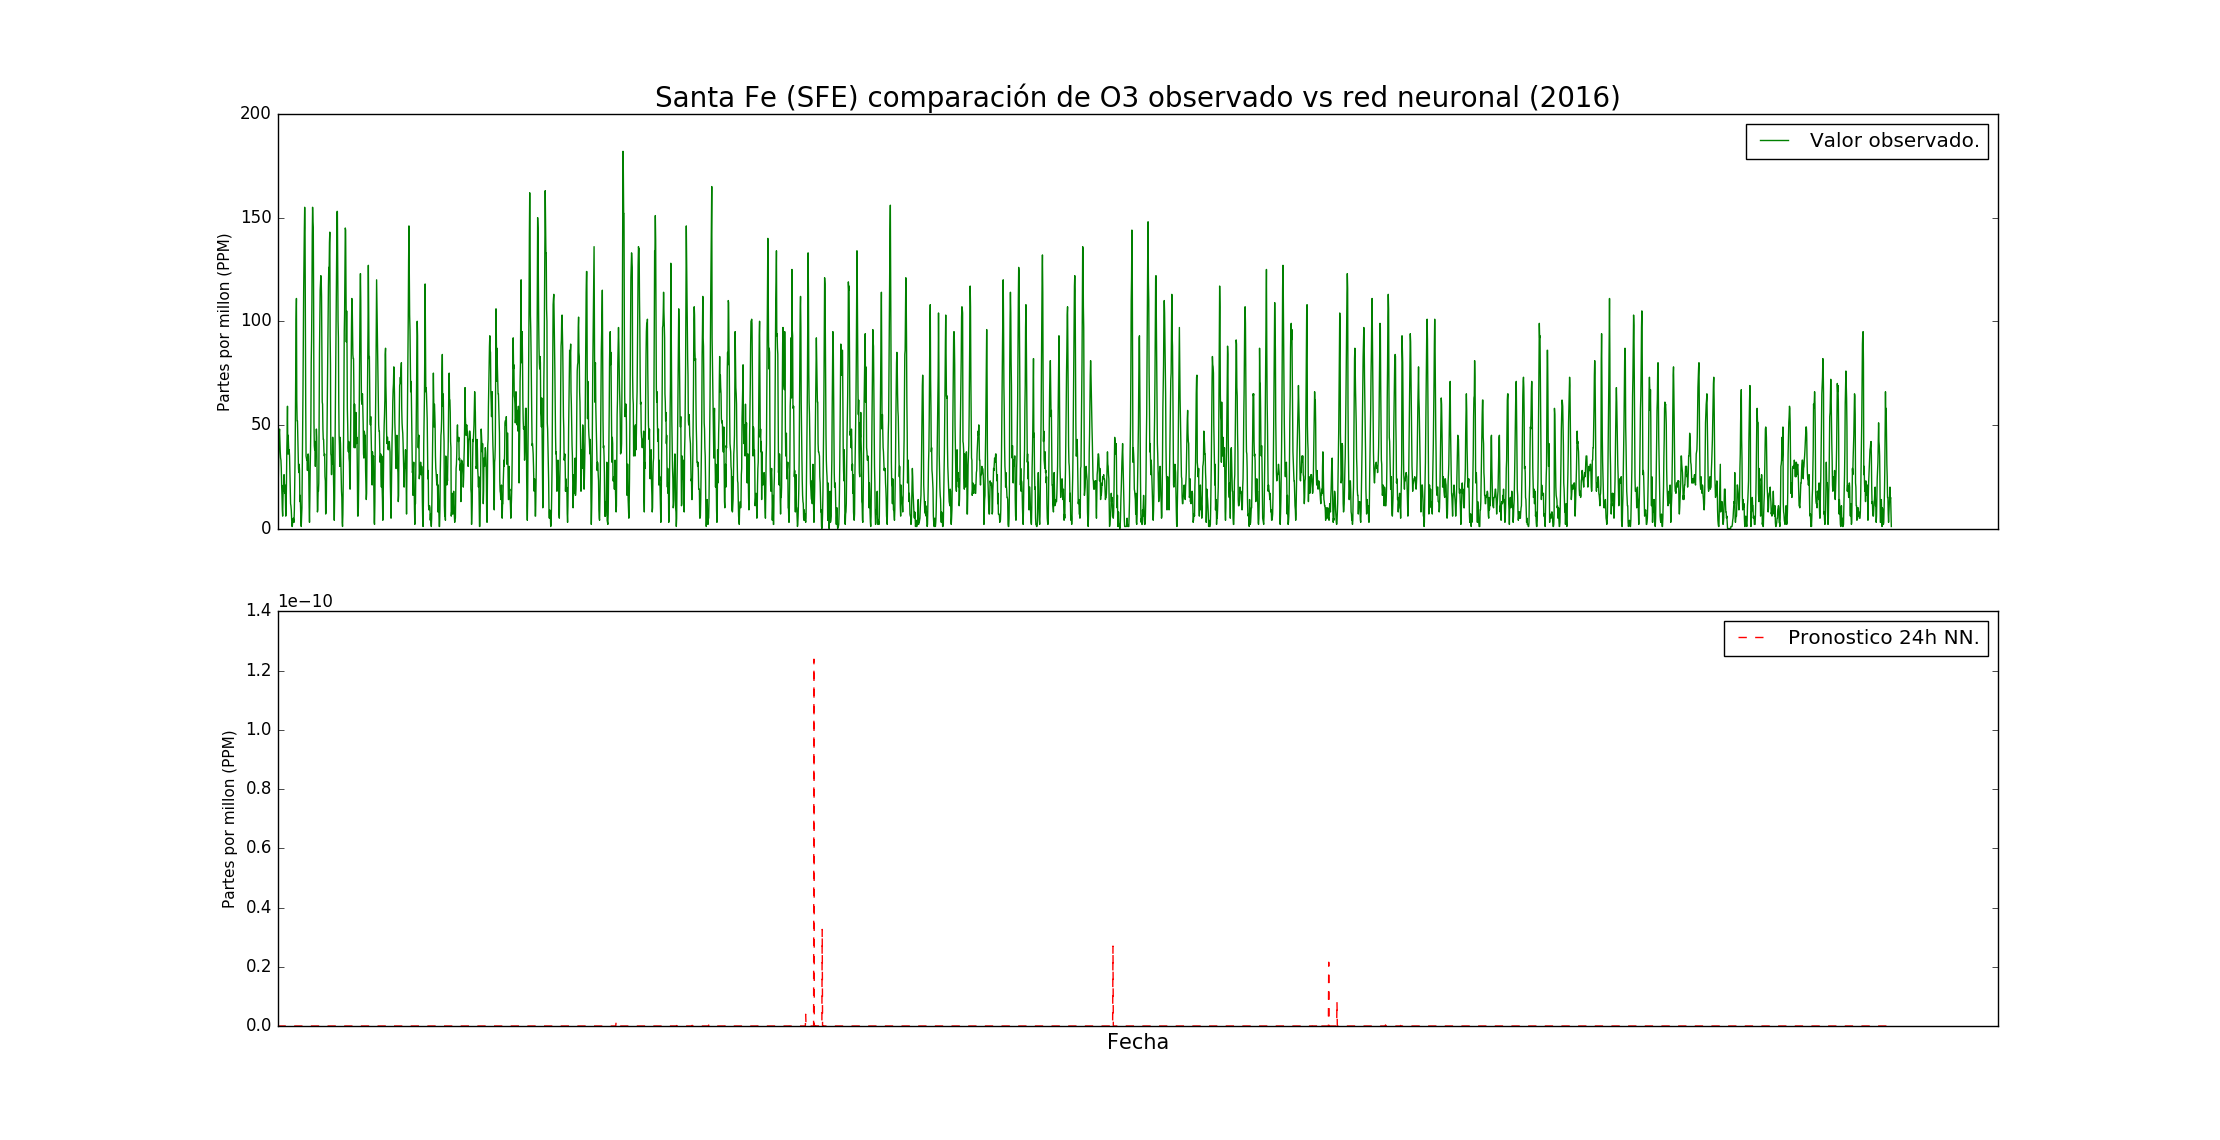 Santa Fe (SFE) comparación de O3 observado vs red neuronal (2016)
200
150
100
50
0
Partes por millon (PPM)
Valor observado.
1e−10
1.4
1.2
1.0
0.8
0.6
0.4
0.2
0.0
Partes por millon (PPM)
Pronostico 24h NN.
Fecha